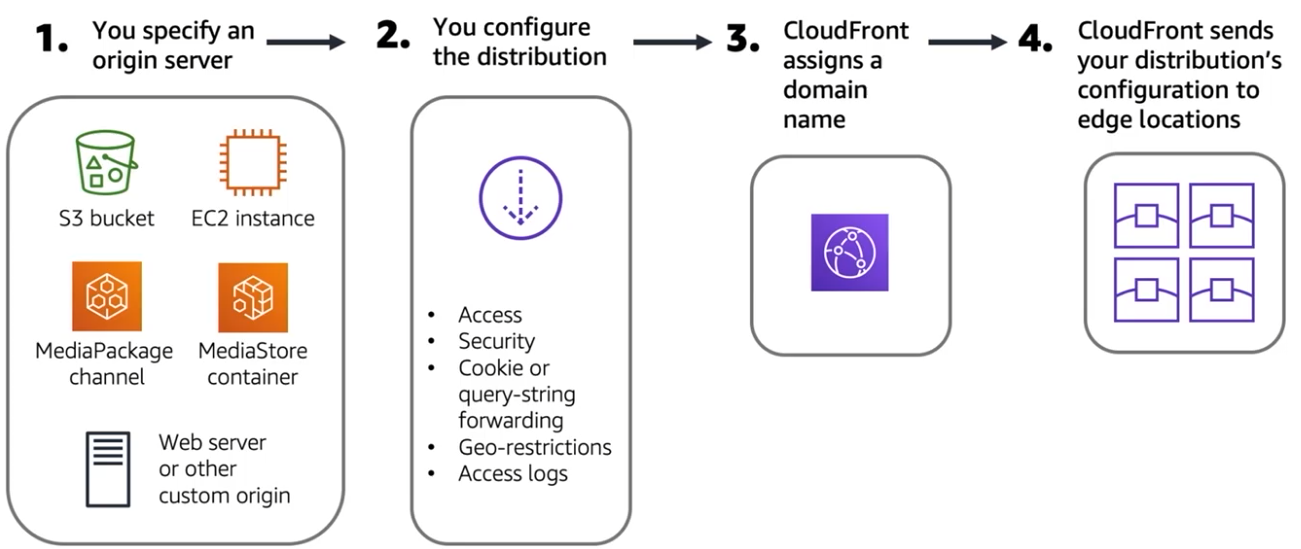 1. You specify an
origin server
2. You configure
the distribution
3. CloudFront
assigns a
domain
name
4. CloudFront sends
your distribution's
configuration to
edge locations
S3 bucket
EC2 instance
MediaPackage
channel
MediaStore
container
Web server
or other
custom origin
• Access
• Security
• Cookie or
query-string
forwarding
• Geo-restrictions
• Access logs